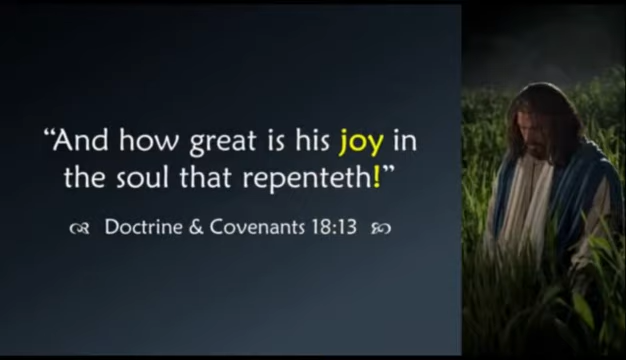 “And how great is his joy in
the soul that repenteth!”
Doctrine & Covenants 18:13